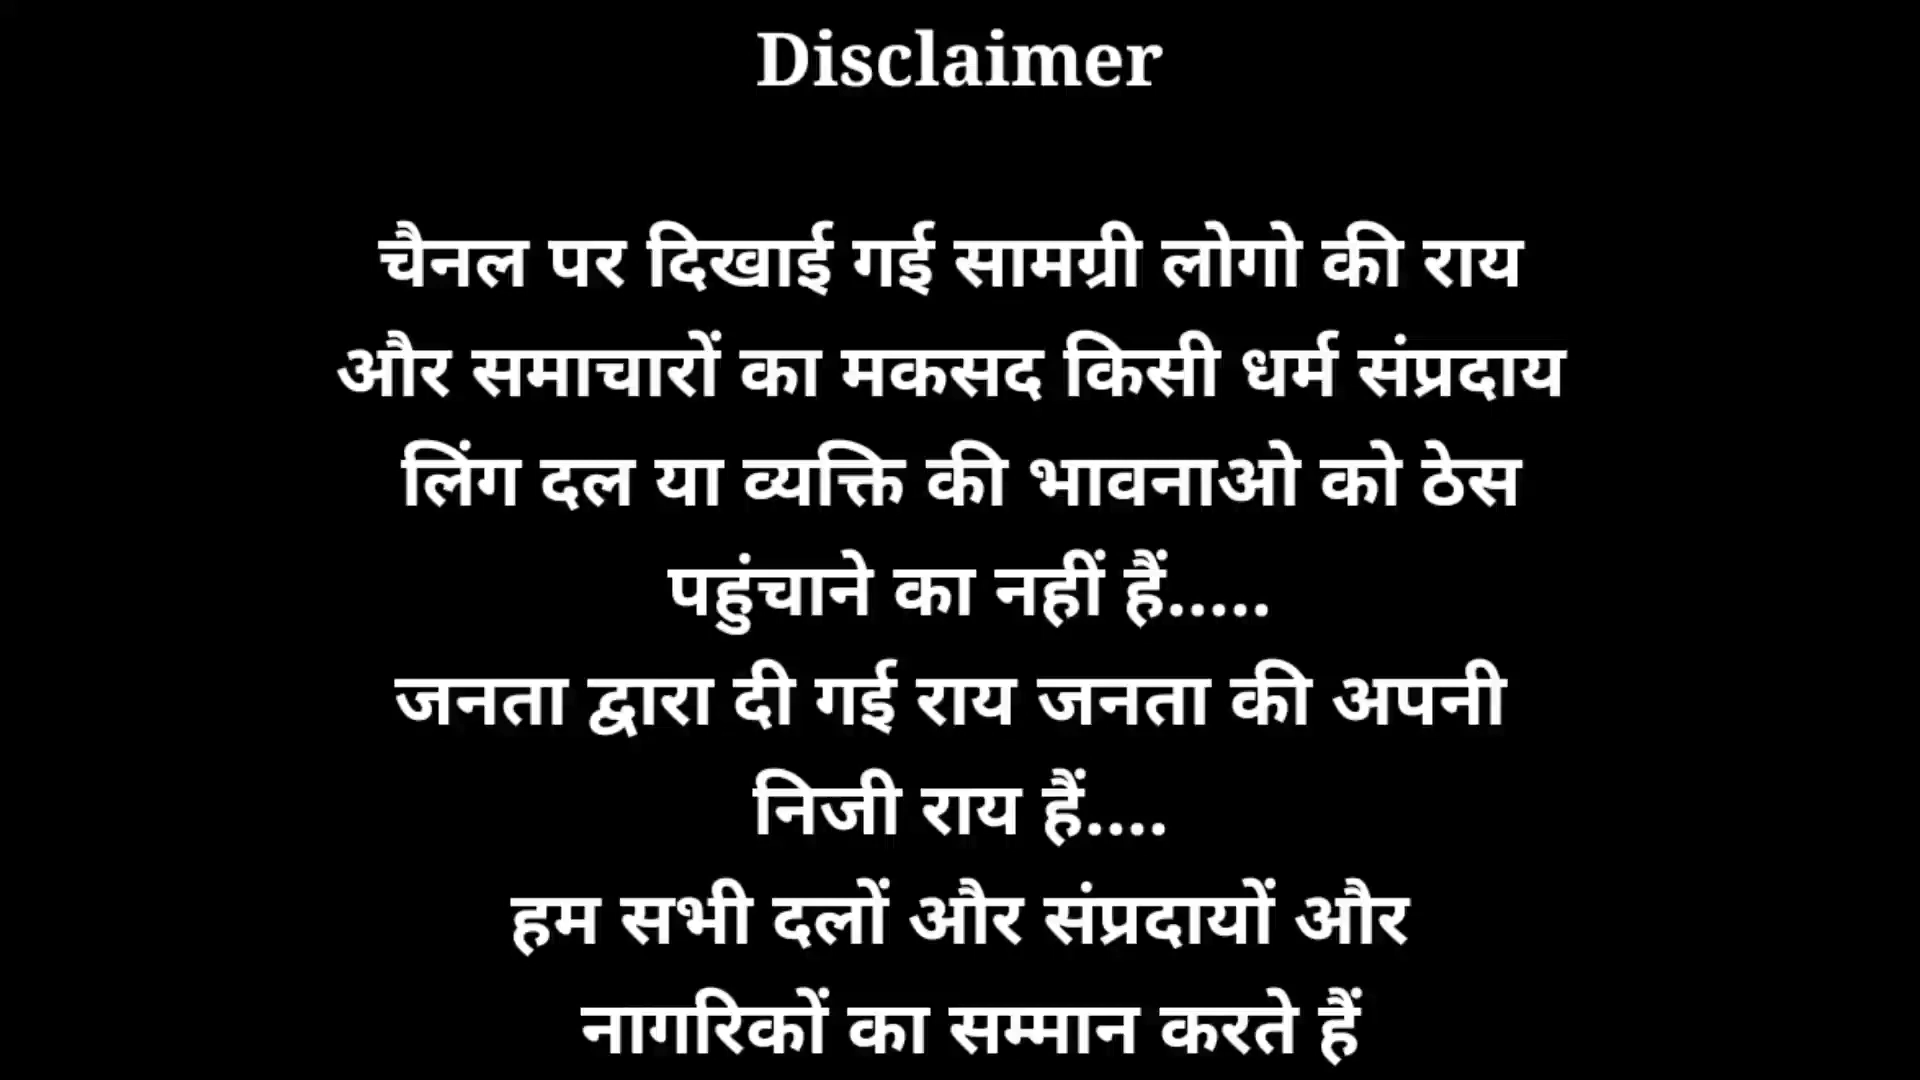 Disclaimer
चैनल पर दिखाई गई सामग्री लोगो की राय
और समाचारों का मकसद किसी धर्म संप्रदाय
लिंग दल या व्यक्ति की भावनाओ को ठेस
पहुंचाने का नहीं हैं.....
जनता द्वारा दी गई राय जनता की अपनी
निजी राय हैं....
हम सभी दलों और संप्रदायों और
नागरिकों का सम्मान करते हैं